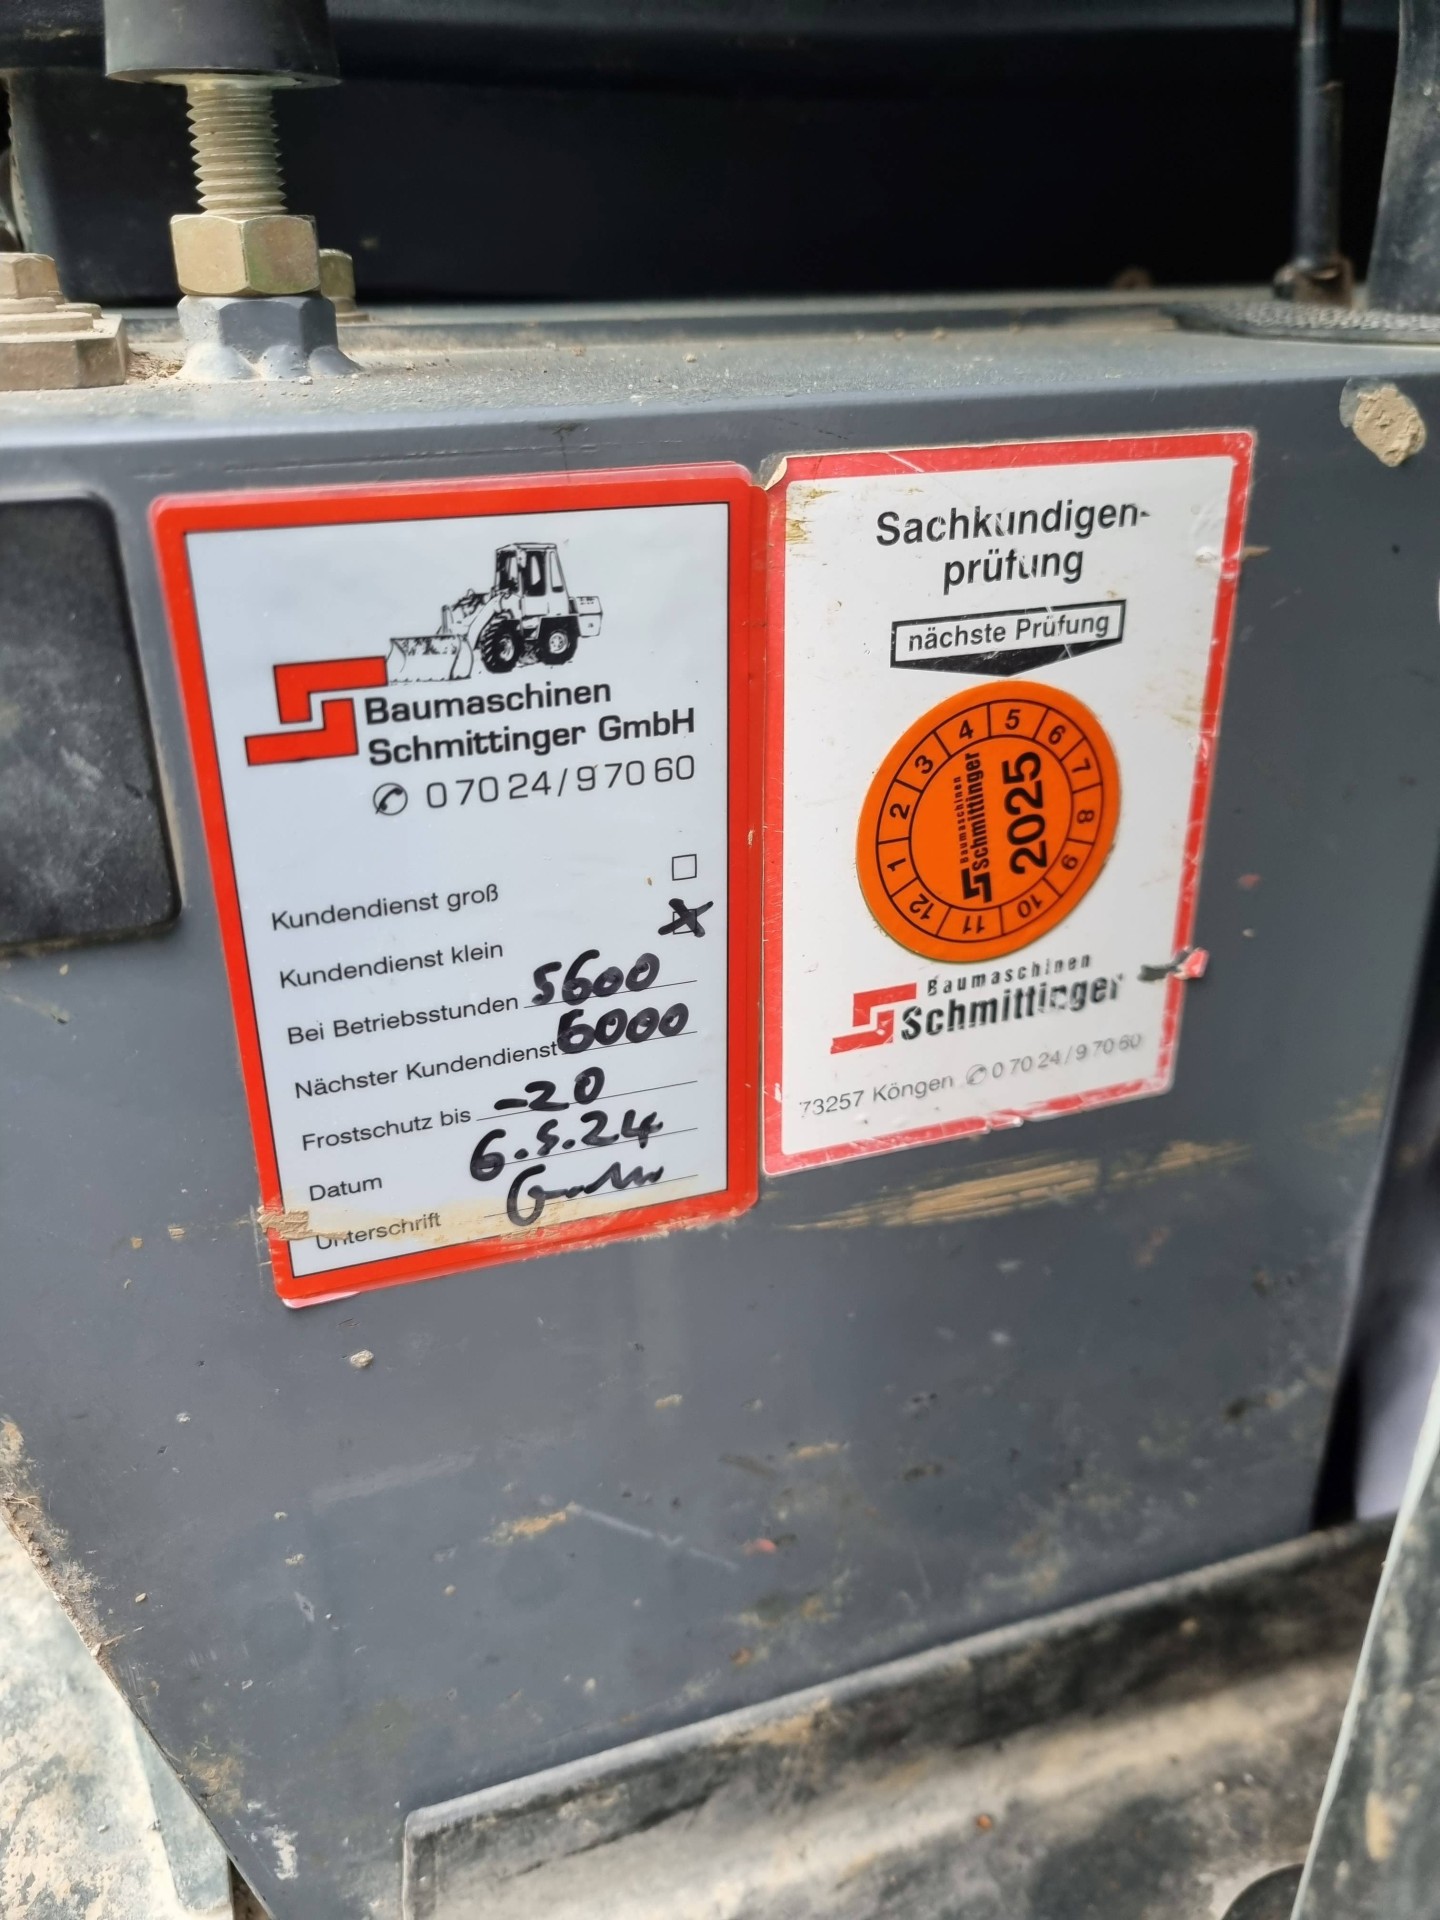 Baumaschinen
Schmittinger GmbH
0 70 24 / 9 70 60
Kundendienst groß
Kundendienst klein
Bei Betriebsstunden 5600
Nächster Kundendienst 6000
Frostschutz bis -20
Datum 6.5.24
Unterschrift
Sachkundigen-
prüfung
nächste Prüfung
1 2 3 4 5 6 7 8 9 10 11 12
Baumaschinen
Schmittinger
2025
Baumaschinen
Schmittinger
73257 Köngen 0 70 24 / 9 70 60